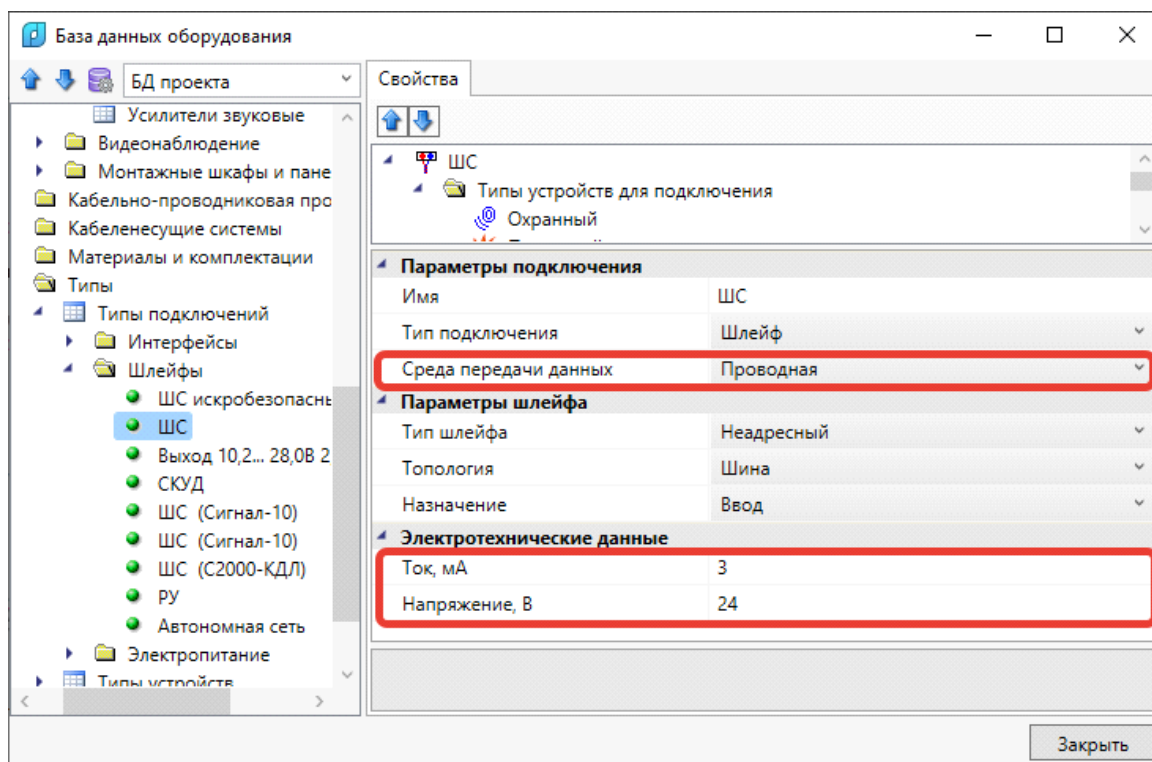 База данных оборудования
БД проекта
Усилители звуковые
Видеонаблюдение
Монтажные шкафы и пане
Кабельно-проводниковая про
Кабеленесущие системы
Материалы и комплектации
Типы
Типы подключений
Интерфейсы
Шлейфы
ШС искробезопаснь
ШС
Выход 10,2... 28,0В 2
СКУД
ШС (Сигнал-10)
ШС (Сигнал-10)
ШС (С2000-КДЛ)
РУ
Автономная сеть
Электропитание
Типы устройств
Свойства
ШС
Типы устройств для подключения
Охранный
Параметры подключения
Имя ШС
Тип подключения Шлейф
Среда передачи данных Проводная
Параметры шлейфа
Тип шлейфа Неадресный
Топология Шина
Назначение Ввод
Электротехнические данные
Ток, мА 3
Напряжение, В 24
Закрыть